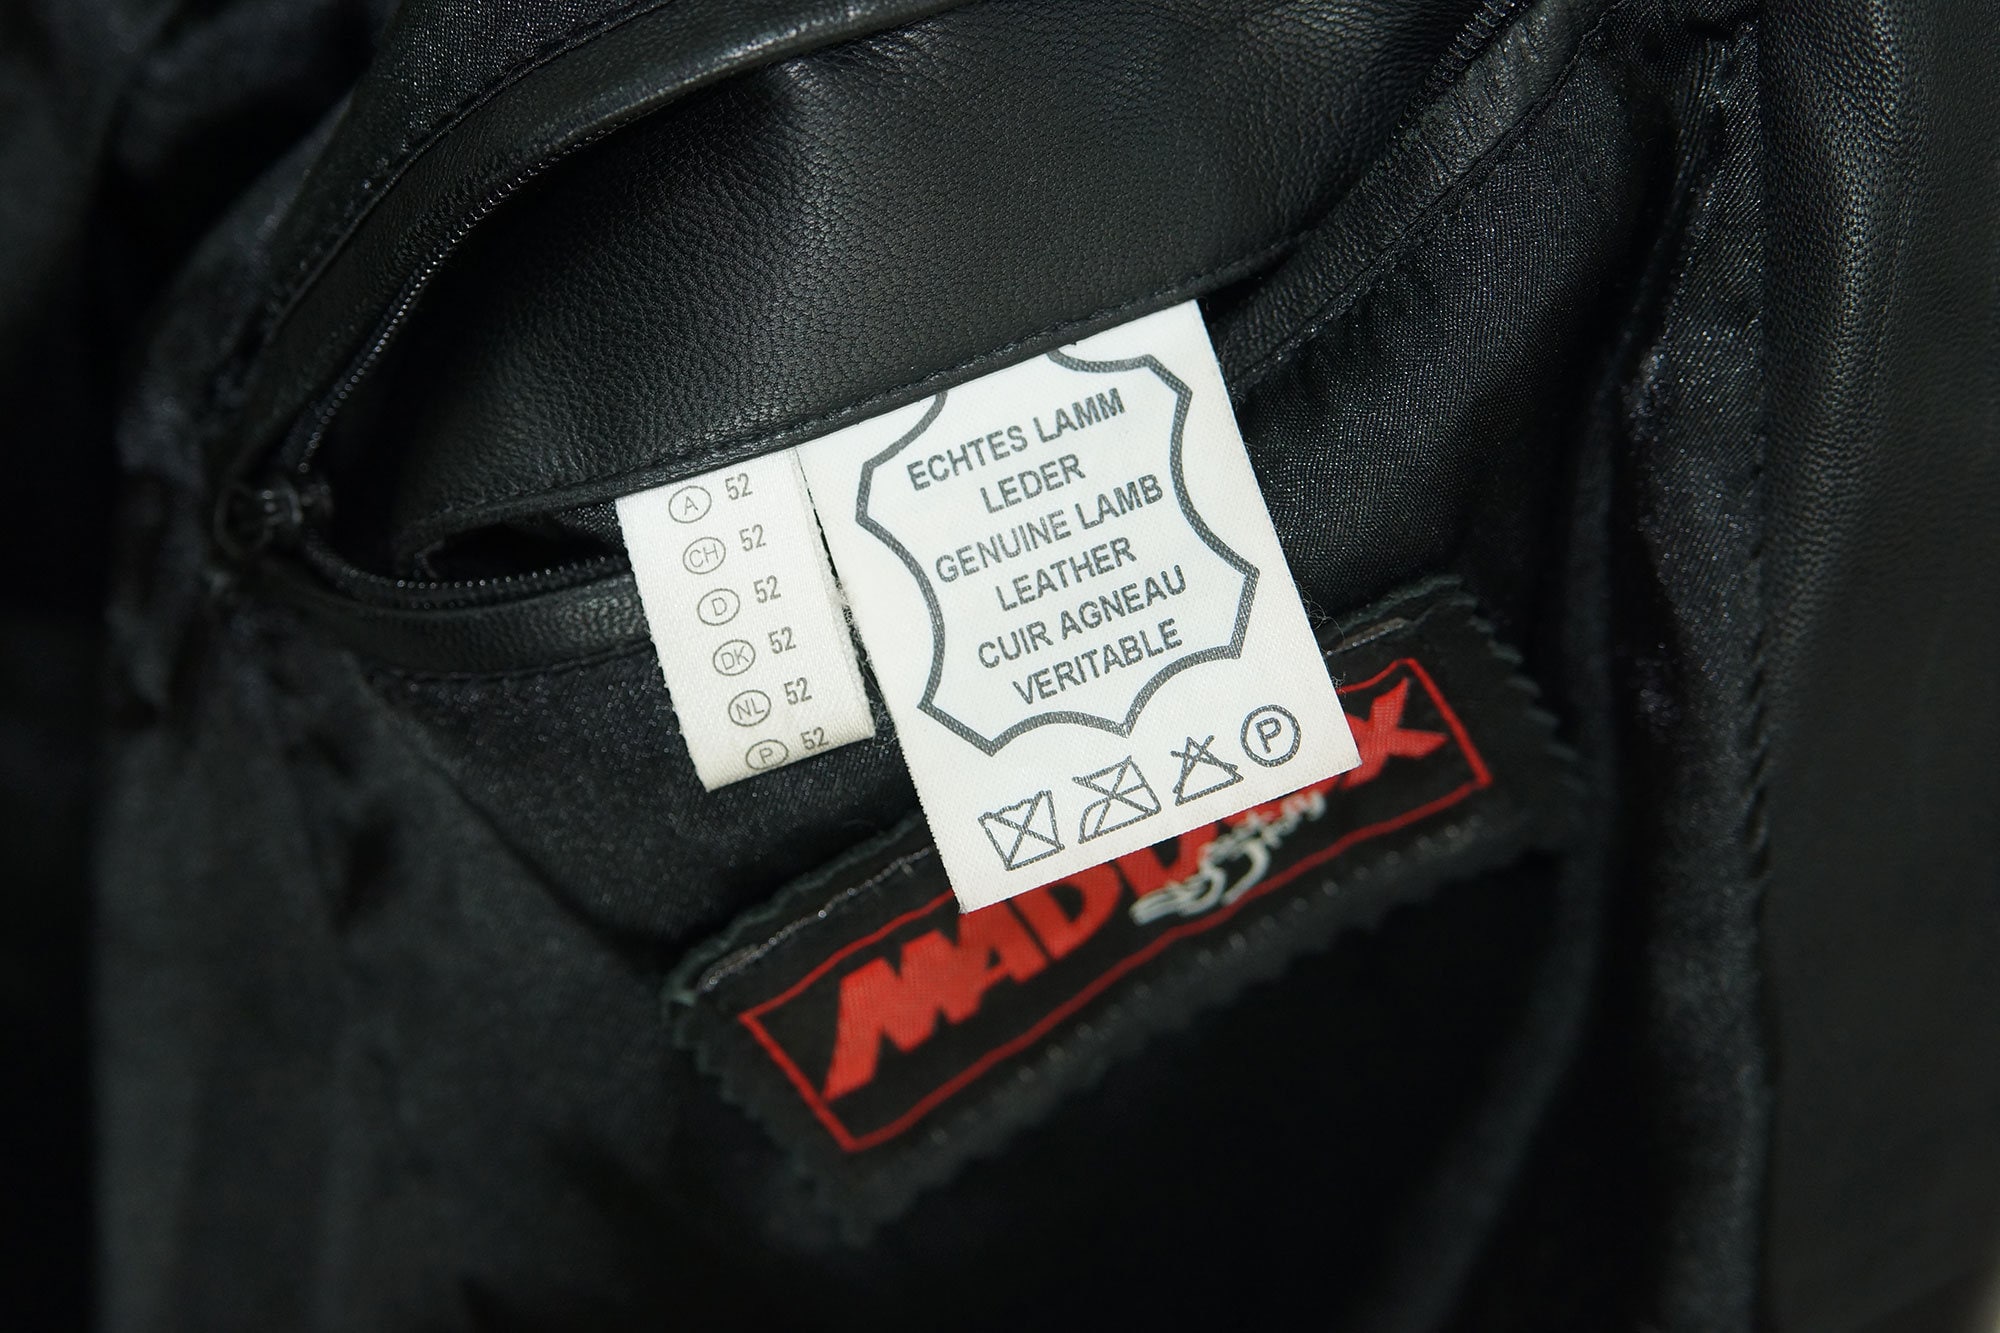 A 52
CH 52
D 52
DK 52
NL 52
P 52
ECHTES LAMM
LEDER
GENUINE LAMB
LEATHER
CUIR AGNEAU
VERITABLE
P